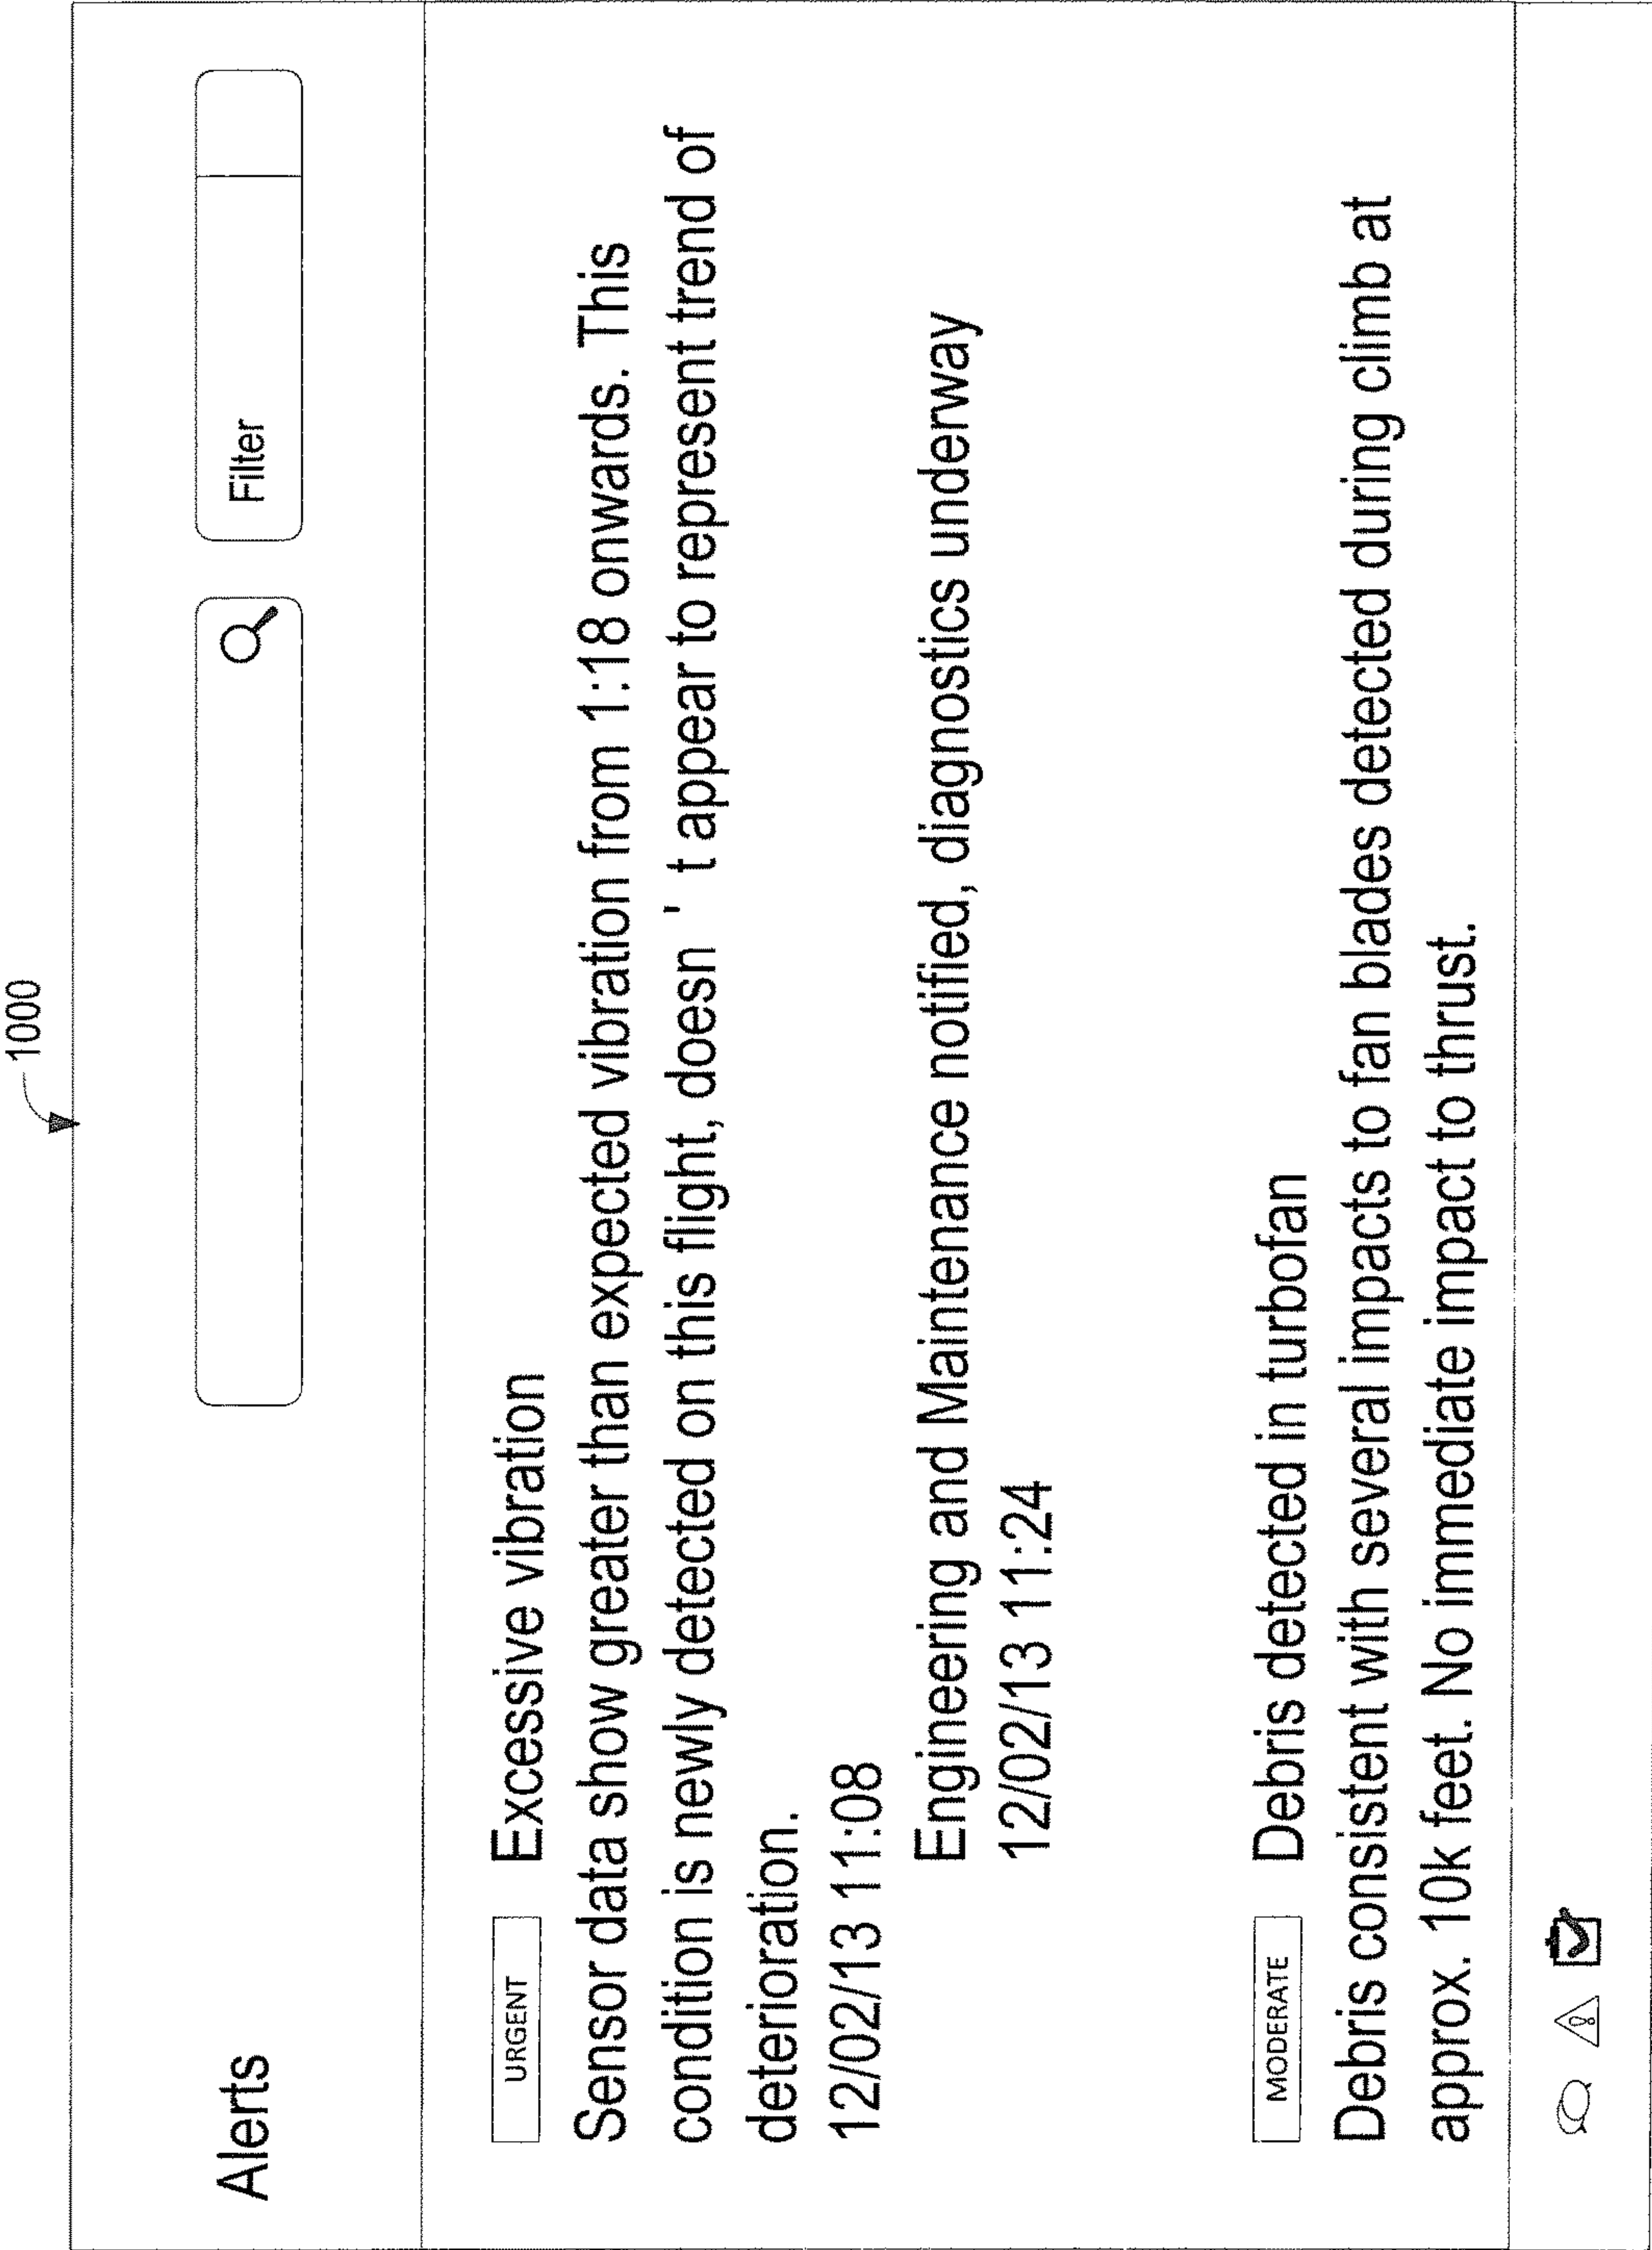 1000
Alerts
Filter
URGENT Excessive vibration
Sensor data show greater than expected vibration from 1:18 onwards. This
condition is newly detected on this flight, doesn ' t appear to represent trend of
deterioration.
12/02/13 11:08
Engineering and Maintenance notified, diagnostics underway
12/02/13 11:24
MODERATE Debris detected in turbofan
Debris consistent with several impacts to fan blades detected during climb at
approx. 10k feet. No immediate impact to thrust.